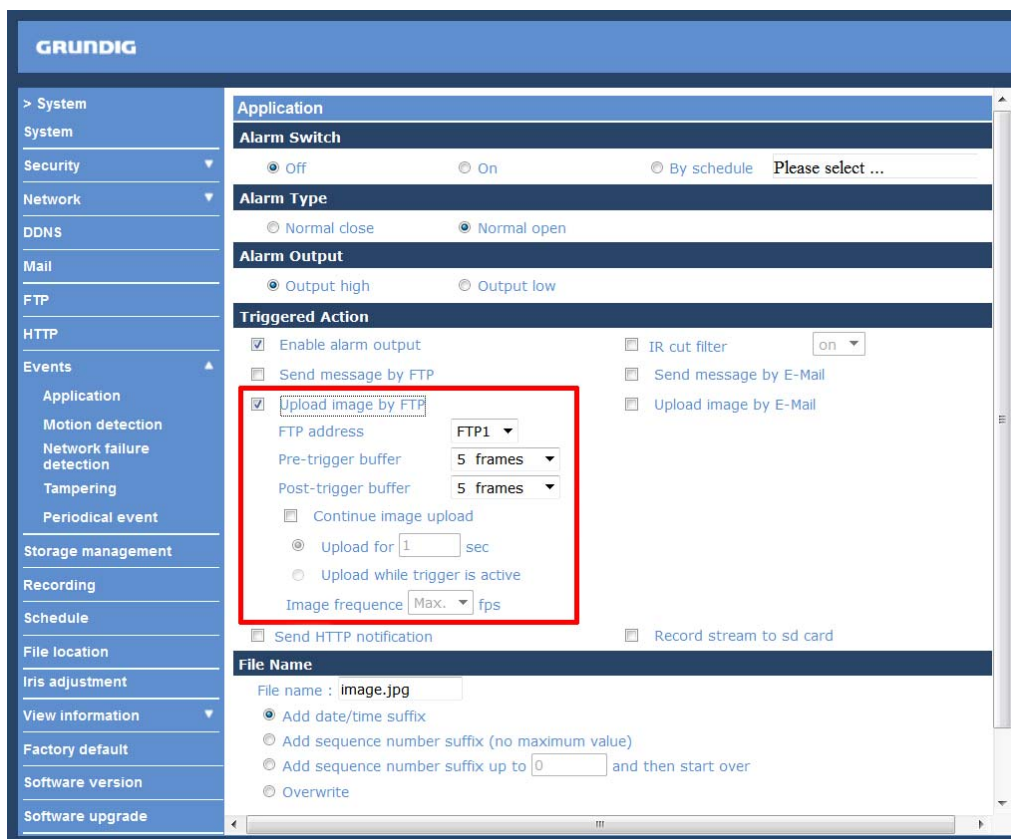 GRUNDIG
> System
System
Security
Network
DDNS
Mail
FTP
HTTP
Events
Application
Motion detection
Network failure
detection
Tampering
Periodical event
Storage management
Recording
Schedule
File location
Iris adjustment
View information
Factory default
Software version
Software upgrade
Application
Alarm Switch
Off On By schedule Please select ...
Alarm Type
Normal close Normal open
Alarm Output
Output high Output low
Triggered Action
Enable alarm output IR cut filter on
Send message by FTP Send message by E-Mail
Upload image by FTP Upload image by E-Mail
FTP address FTP1
Pre-trigger buffer 5 frames
Post-trigger buffer 5 frames
Continue image upload
Upload for 1 sec
Upload while trigger is active
Image frequence Max. fps
Send HTTP notification Record stream to sd card
File Name
File name : image.jpg
Add date/time suffix
Add sequence number suffix (no maximum value)
Add sequence number suffix up to 0 and then start over
Overwrite